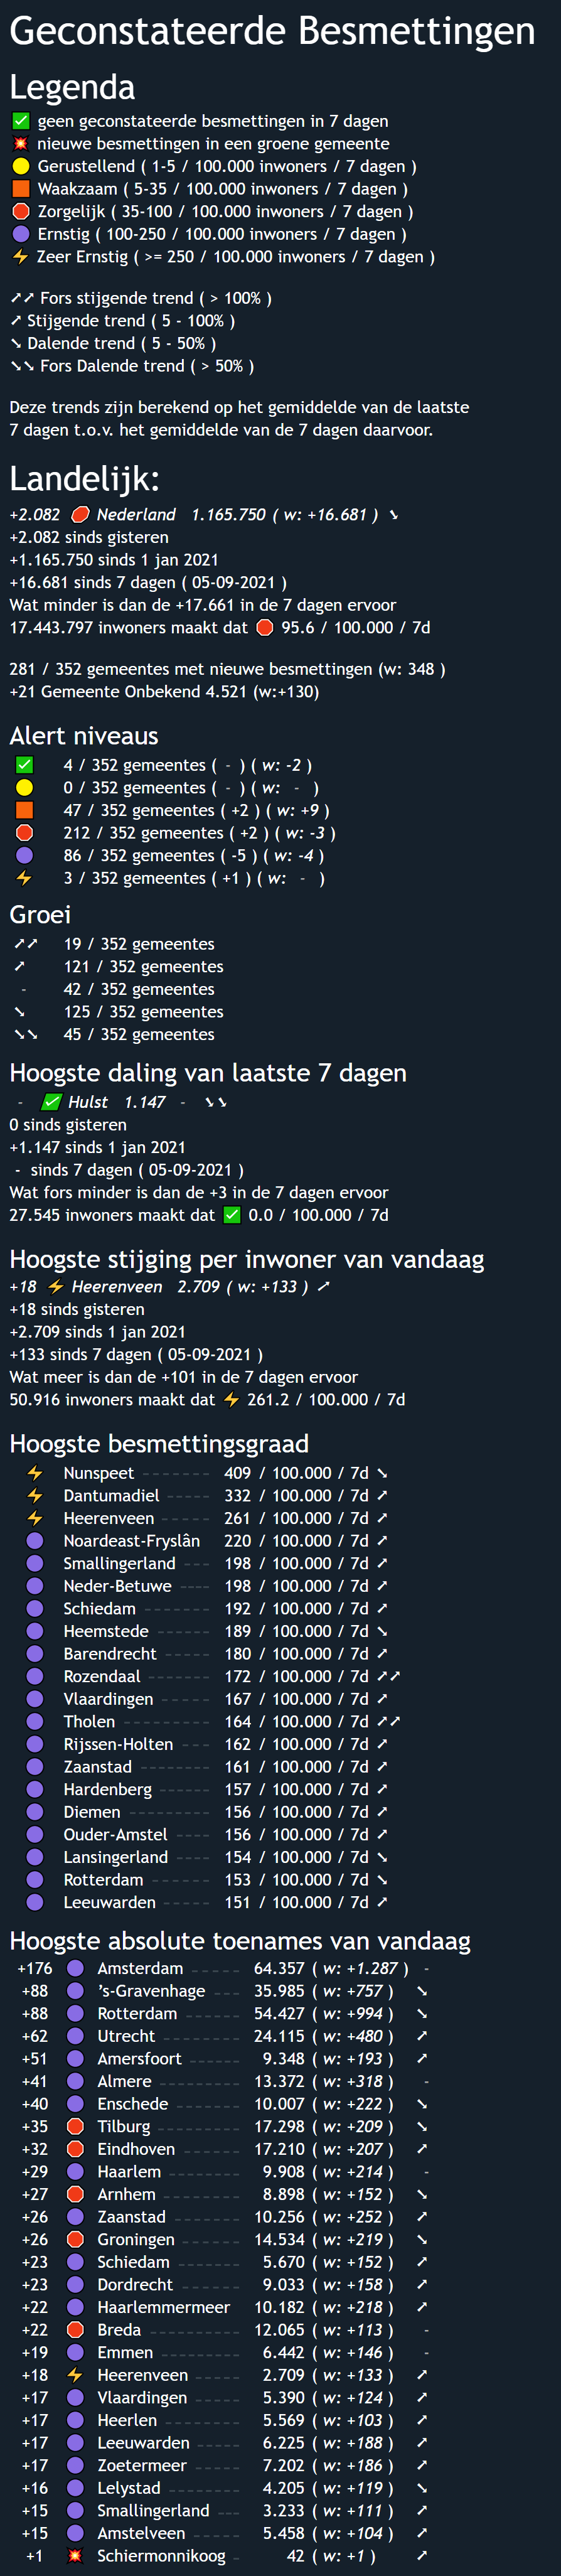 Geconstateerde Besmettingen
Legenda
✅ geen geconstateerde besmettingen in 7 dagen
💥 nieuwe besmettingen in een groene gemeente
🟡 Gerustellend ( 1-5 / 100.000 inwoners / 7 dagen )
🟧 Waakzaam ( 5-35 / 100.000 inwoners / 7 dagen )
🛑 Zorgelijk ( 35-100 / 100.000 inwoners / 7 dagen )
🟣 Ernstig ( 100-250 / 100.000 inwoners / 7 dagen )
⚡ Zeer Ernstig ( >= 250 / 100.000 inwoners / 7 dagen )
➚➚ Fors stijgende trend ( > 100% )
➚ Stijgende trend ( 5 - 100% )
➘ Dalende trend ( 5 - 50% )
➘➘ Fors Dalende trend ( > 50% )
Deze trends zijn berekend op het gemiddelde van de laatste
7 dagen t.o.v. het gemiddelde van de 7 dagen daarvoor.
Landelijk:
+2.082 🛑 Nederland 1.165.750 ( w: +16.681 ) ➘
+2.082 sinds gisteren
+1.165.750 sinds 1 jan 2021
+16.681 sinds 7 dagen ( 05-09-2021 )
Wat minder is dan de +17.661 in de 7 dagen ervoor
17.443.797 inwoners maakt dat 🛑 95.6 / 100.000 / 7d
281 / 352 gemeentes met nieuwe besmettingen (w: 348 )
+21 Gemeente Onbekend 4.521 (w:+130)
Alert niveaus
✅ 4 / 352 gemeentes ( - ) ( w: -2 )
🟡 0 / 352 gemeentes ( - ) ( w: - )
🟧 47 / 352 gemeentes ( +2 ) ( w: +9 )
🛑 212 / 352 gemeentes ( +2 ) ( w: -3 )
🟣 86 / 352 gemeentes ( -5 ) ( w: -4 )
⚡ 3 / 352 gemeentes ( +1 ) ( w: - )
Groei
➚➚ 19 / 352 gemeentes
➚ 121 / 352 gemeentes
- 42 / 352 gemeentes
➘ 125 / 352 gemeentes
➘➘ 45 / 352 gemeentes
Hoogste daling van laatste 7 dagen
- ✅ Hulst 1.147 - ➘➘
0 sinds gisteren
+1.147 sinds 1 jan 2021
- sinds 7 dagen ( 05-09-2021 )
Wat fors minder is dan de +3 in de 7 dagen ervoor
27.545 inwoners maakt dat ✅ 0.0 / 100.000 / 7d
Hoogste stijging per inwoner van vandaag
+18 ⚡ Heerenveen 2.709 ( w: +133 ) ➚
+18 sinds gisteren
+2.709 sinds 1 jan 2021
+133 sinds 7 dagen ( 05-09-2021 )
Wat meer is dan de +101 in de 7 dagen ervoor
50.916 inwoners maakt dat ⚡ 261.2 / 100.000 / 7d
Hoogste besmettingsgraad
⚡ Nunspeet ------- 409 / 100.000 / 7d ➘
⚡ Dantumadiel ----- 332 / 100.000 / 7d ➚
⚡ Heerenveen ----- 261 / 100.000 / 7d ➚
🟣 Noardeast-Fryslân 220 / 100.000 / 7d ➚
🟣 Smallingerland --- 198 / 100.000 / 7d ➚
🟣 Neder-Betuwe ---- 198 / 100.000 / 7d ➚
🟣 Schiedam ------- 192 / 100.000 / 7d ➚
🟣 Heemstede ----- 189 / 100.000 / 7d ➘
🟣 Barendrecht ----- 180 / 100.000 / 7d ➚
🟣 Rozendaal ------- 172 / 100.000 / 7d ➚➚
🟣 Vlaardingen ----- 167 / 100.000 / 7d ➚
🟣 Tholen --------- 164 / 100.000 / 7d ➚➚
🟣 Rijssen-Holten --- 162 / 100.000 / 7d ➚
🟣 Zaanstad ------- 161 / 100.000 / 7d ➚
🟣 Hardenberg ----- 157 / 100.000 / 7d ➚
🟣 Diemen -------- 156 / 100.000 / 7d ➚
🟣 Ouder-Amstel ---- 156 / 100.000 / 7d ➚
🟣 Lansingerland ---- 154 / 100.000 / 7d ➘
🟣 Rotterdam ------ 153 / 100.000 / 7d ➘
🟣 Leeuwarden ----- 151 / 100.000 / 7d ➚
Hoogste absolute toenames van vandaag
+176 🟣 Amsterdam ----- 64.357 ( w: +1.287 ) -
+88 🟣 's-Gravenhage --- 35.985 ( w: +757 ) ➘
+88 🟣 Rotterdam ------ 54.427 ( w: +994 ) ➘
+62 🟣 Utrecht -------- 24.115 ( w: +480 ) ➚
+51 🟣 Amersfoort ------ 9.348 ( w: +193 ) ➚
+41 🟣 Almere -------- 13.372 ( w: +318 ) -
+40 🟣 Enschede ------- 10.007 ( w: +222 ) ➘
+35 🛑 Tilburg --------- 17.298 ( w: +209 ) ➘
+32 🛑 Eindhoven ------ 17.210 ( w: +207 ) ➚
+29 🟣 Haarlem -------- 9.908 ( w: +214 ) -
+27 🛑 Arnhem -------- 8.898 ( w: +152 ) ➘
+26 🟣 Zaanstad ------- 10.256 ( w: +252 ) ➚
+26 🛑 Groningen ------ 14.534 ( w: +219 ) ➘
+23 🟣 Schiedam ------- 5.670 ( w: +152 ) ➚
+23 🟣 Dordrecht ------ 9.033 ( w: +158 ) ➚
+22 🟣 Haarlemmermeer 10.182 ( w: +218 ) ➚
+22 🛑 Breda --------- 12.065 ( w: +113 ) -
+19 🟣 Emmen -------- 6.442 ( w: +146 ) -
+18 ⚡ Heerenveen ----- 2.709 ( w: +133 ) ➚
+17 🟣 Vlaardingen ----- 5.390 ( w: +124 ) ➚
+17 🟣 Heerlen -------- 5.569 ( w: +103 ) ➚
+17 🟣 Leeuwarden ----- 6.225 ( w: +188 ) ➚
+17 🟣 Zoetermeer ----- 7.202 ( w: +186 ) ➚
+16 🟣 Lelystad -------- 4.205 ( w: +119 ) ➘
+15 🟣 Smallingerland --- 3.233 ( w: +111 ) ➚
+15 🟣 Amstelveen ----- 5.458 ( w: +104 ) ➚
+1 💥 Schiermonnikoog - 42 ( w: +1 ) ➚